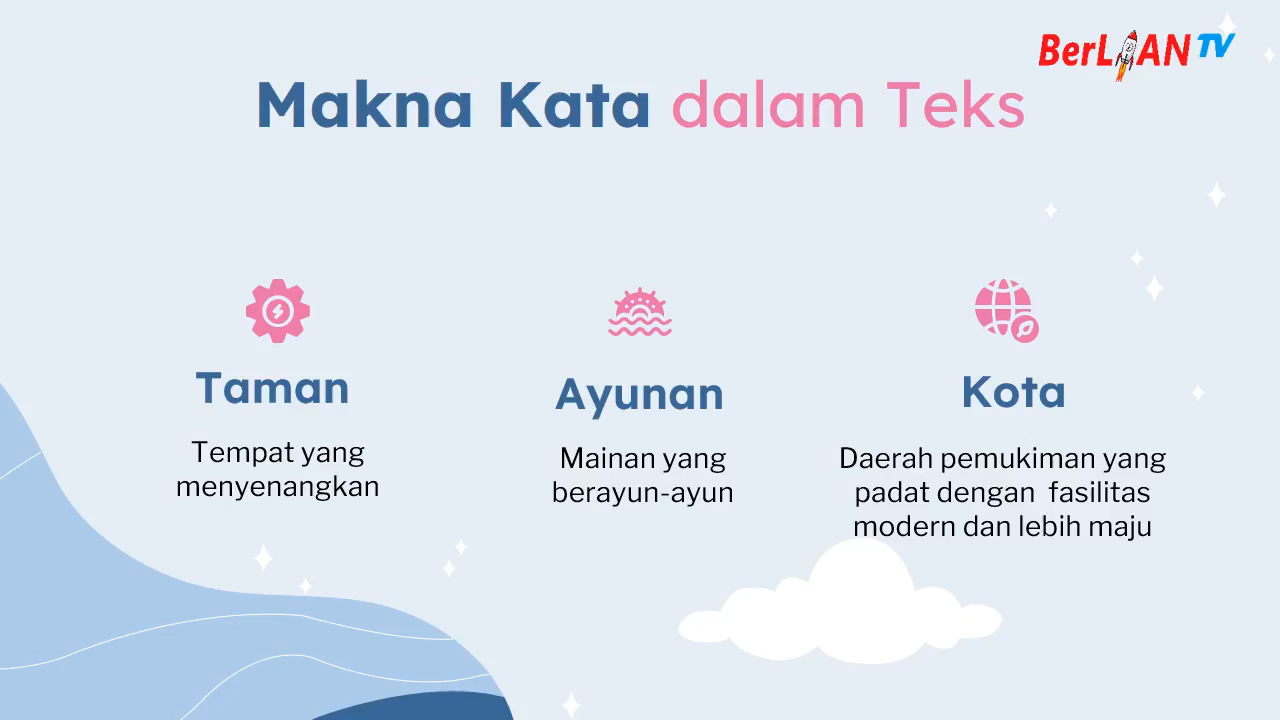 BerLIAN TV
Makna Kata dalam Teks
Taman
Tempat yang
menyenangkan
Ayunan
Mainan yang
berayun-ayun
Kota
Daerah pemukiman yang
padat dengan fasilitas
modern dan lebih maju